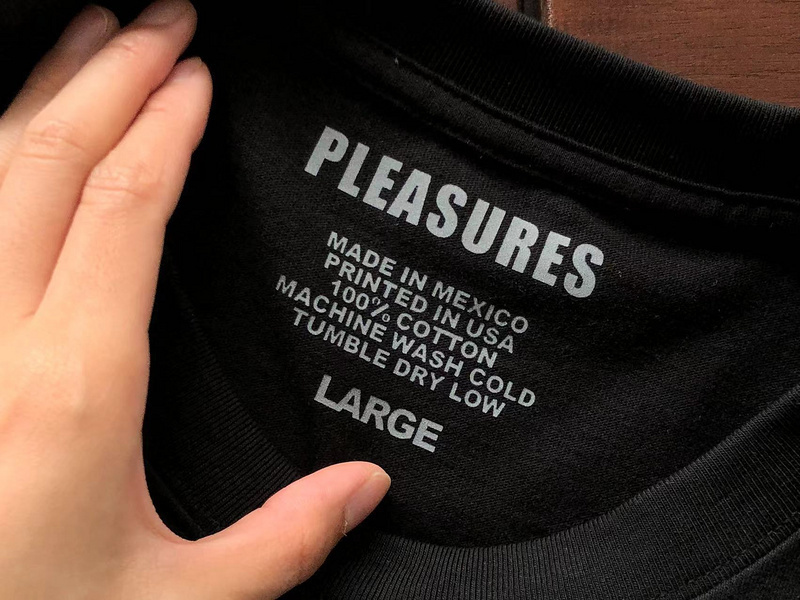 PLEASURES
MADE IN MEXICO
PRINTED IN USA
100% COTTON
MACHINE WASH COLD
TUMBLE DRY LOW
LARGE